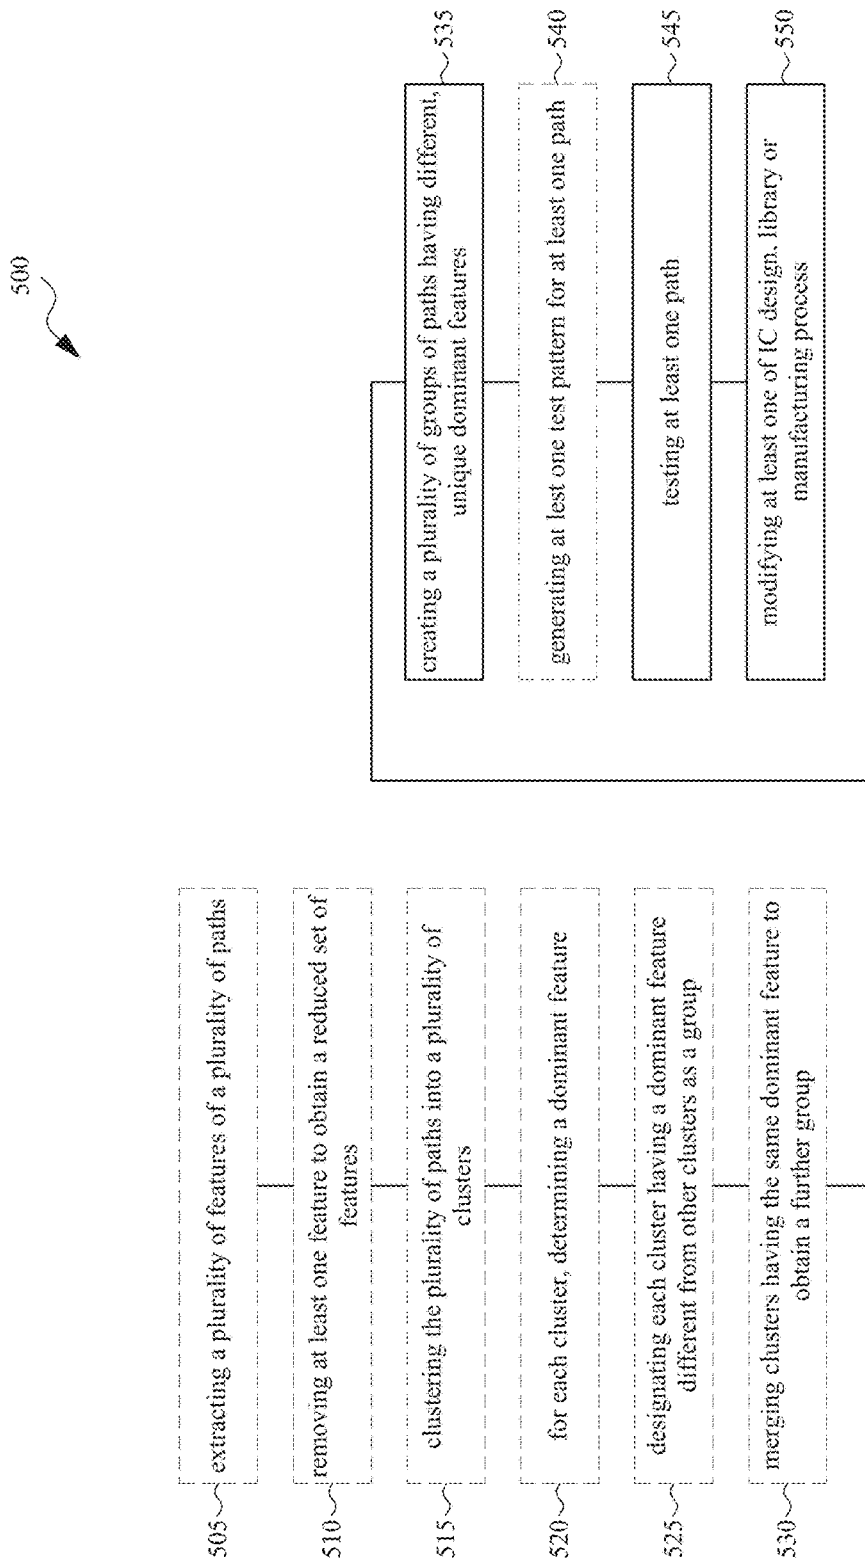 500
505
extracting a plurality of features of a plurality of paths
510
removing at least one feature to obtain a reduced set of
features
515
clustering the plurality of paths into a plurality of
clusters
520
for each cluster, determining a dominant feature
525
designating each cluster having a dominant feature
different from other clusters as a group
530
merging clusters having the same dominant feature to
obtain a further group
creating a plurality of groups of paths having different,
unique dominant features
535
generating at lest one test pattern for at least one path
540
testing at least one path
545
modifying at least one of IC design, library or
manufacturing process
550